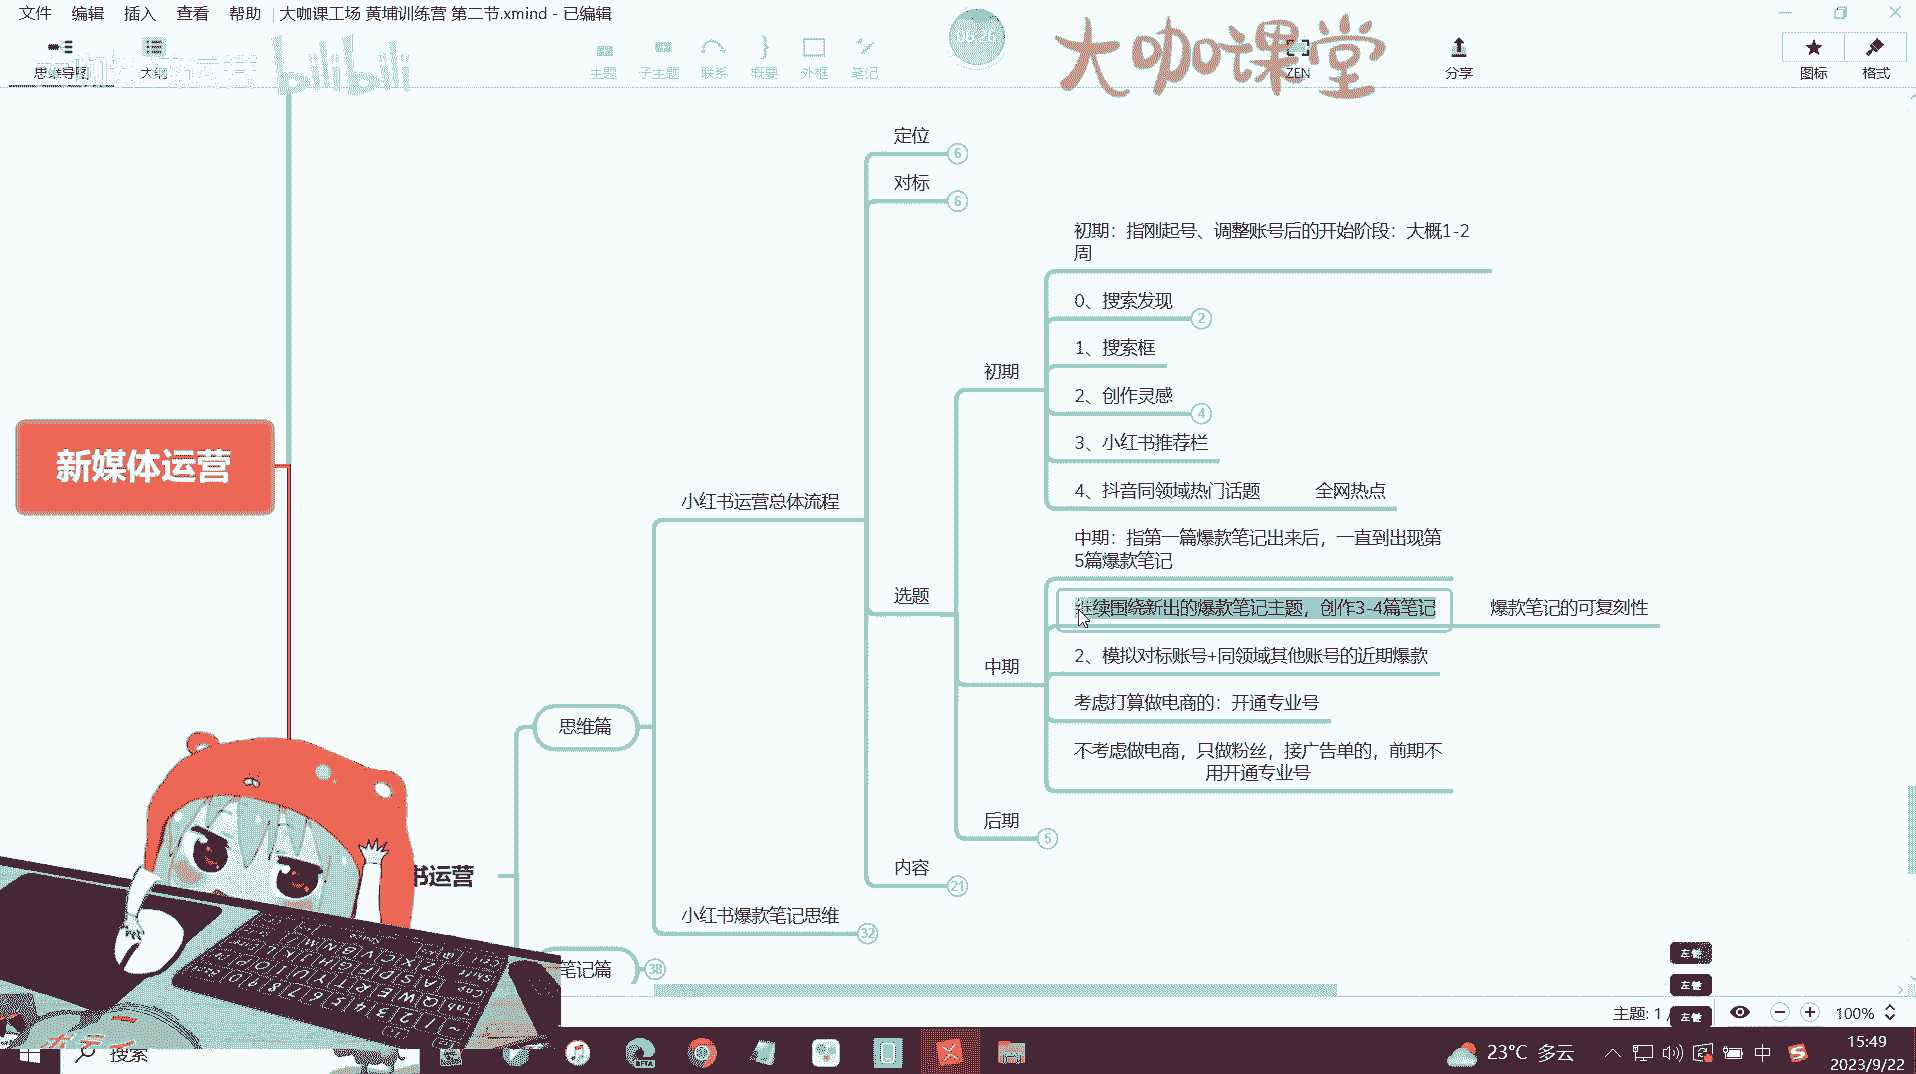 文件 编辑 插入 查看 帮助 大咖课工场 黄埔训练营 第二节.xmind - 已编辑
思维导图 大纲
bilibili
主题 子主题 联系 概要 外框 笔记
06:26
大咖课堂
ZEN
分享
图标 格式
定位 6
对标 6
初期：指刚起号、调整账号后的开始阶段：大概1-2
周
0、搜索发现 2
1、搜索框
初期
2、创作灵感 4
3、小红书推荐栏
4、抖音同领域热门话题 全网热点
新媒体运营
小红书运营总体流程
中期：指第一篇爆款笔记出来后，一直到出现第
5篇爆款笔记
选题
续围绕新出的爆款笔记主题，创作3-4篇笔记 爆款笔记的可复刻性
2、模拟对标账号+同领域其他账号的近期爆款
中期
考虑打算做电商的：开通专业号
思维篇
不考虑做电商，只做粉丝，接广告单的，前期不
用开通专业号
后期 5
内容 21
书运营
小红书爆款笔记思维 32
笔记篇 38
左键
左键
左键
主题: 1 /
100%
搜索
23°C 多云
中
15:49
2023/9/22